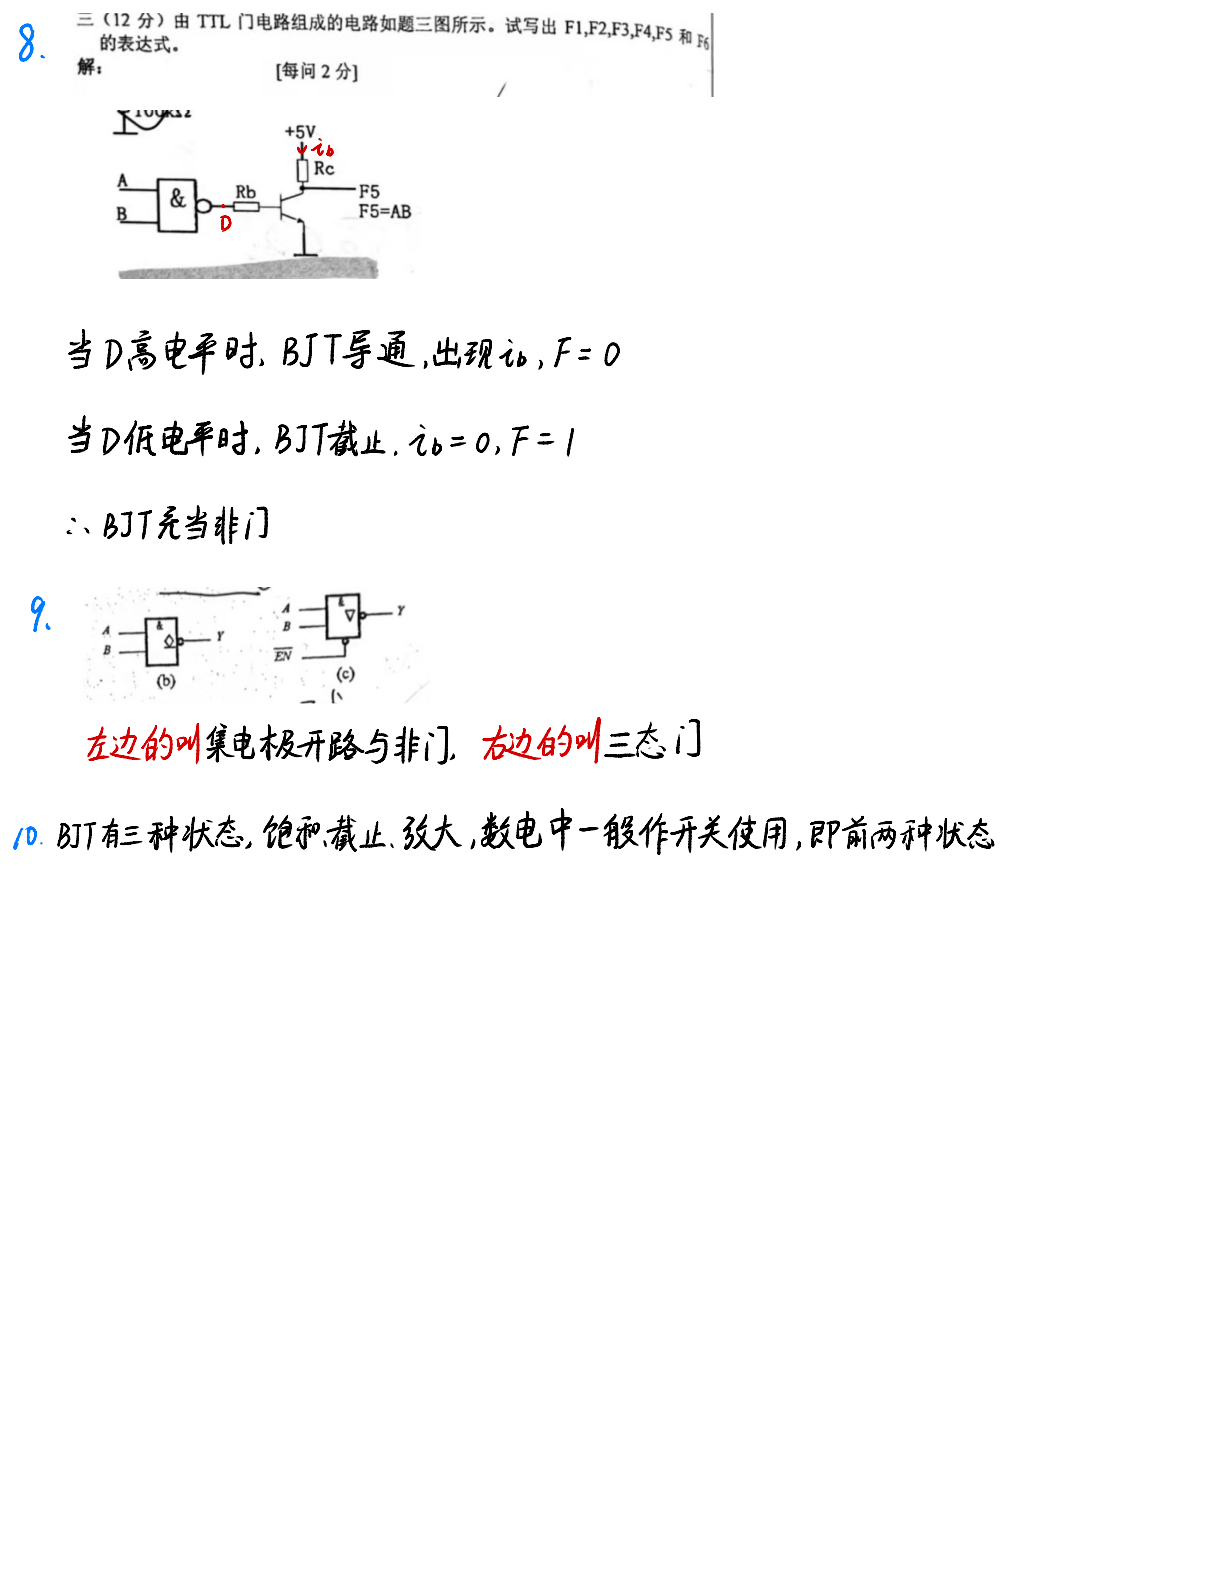 8.
三（12 分）由 TTL 门电路组成的电路如题三图所示。试写出 F1,F2,F3,F4,F5 和 F6
的表达式。
解：
[每问 2 分]
100kΩ
+5V
ib
Rc
A
&
Rb
F5
B
D
F5=AB
当D高电平时, BJT导通,出现ib, F=0
当D低电平时, BJT截止. ib=0, F=1
∴ BJT充当非门
9.
A
B
&
Y
(b)
A
B
EN
&
▽
Y
(c)
左边的叫集电极开路与非门, 右边的叫三态门
10. BJT有三种状态, 饱和、截止、放大, 数电中一般作开关使用, 即前两种状态